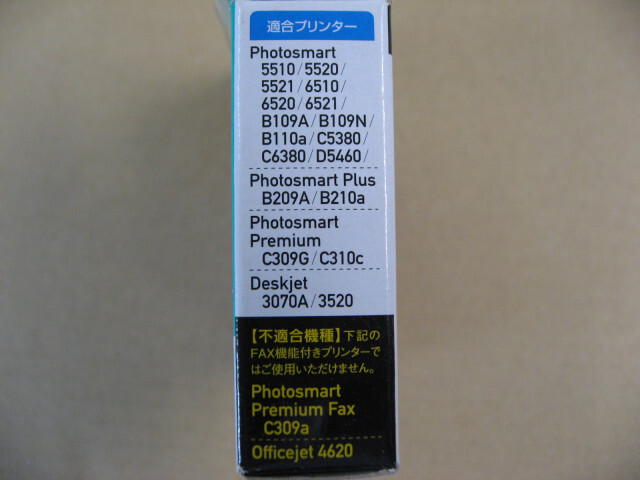 適合プリンター
Photosmart
5510/5520/
5521/6510/
6520/6521/
B109A/B109N/
B110a/C5380/
C6380/D5460/
Photosmart Plus
B209A/B210a
Photosmart
Premium
C309G/C310c
Deskjet
3070A/3520
【不適合機種】下記の
FAX機能付きプリンターで
はご使用いただけません。
Photosmart
Premium Fax
C309a
Officejet 4620